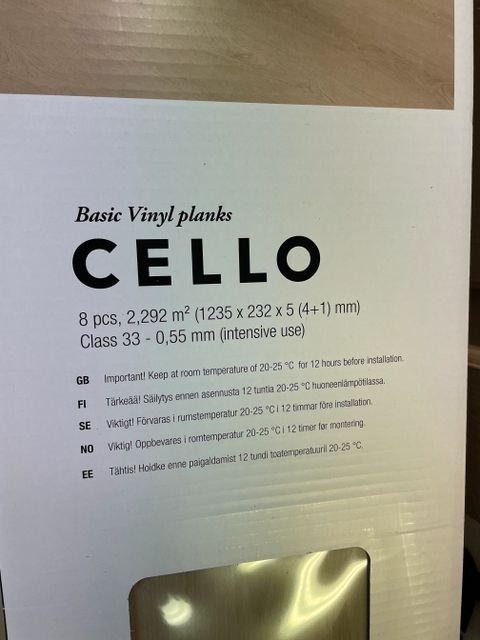 Basic Vinyl planks
CELLO
8 pcs, 2,292 m² (1235 x 232 x 5 (4+1) mm)
Class 33 - 0,55 mm (intensive use)
GB Important! Keep at room temperature of 20-25 °C for 12 hours before installation.
FI Tärkeää! Säilytys ennen asennusta 12 tuntia 20-25 °C huoneenlämpötilassa.
SE Viktigt! Förvaras i rumstemperatur 20-25 °C i 12 timmar före installation.
NO Viktig! Oppbevares i romtemperatur 20-25 °C i 12 timer før montering.
EE Tähtis! Hoidke enne paigaldamist 12 tundi toatemperatuuril 20-25 °C.